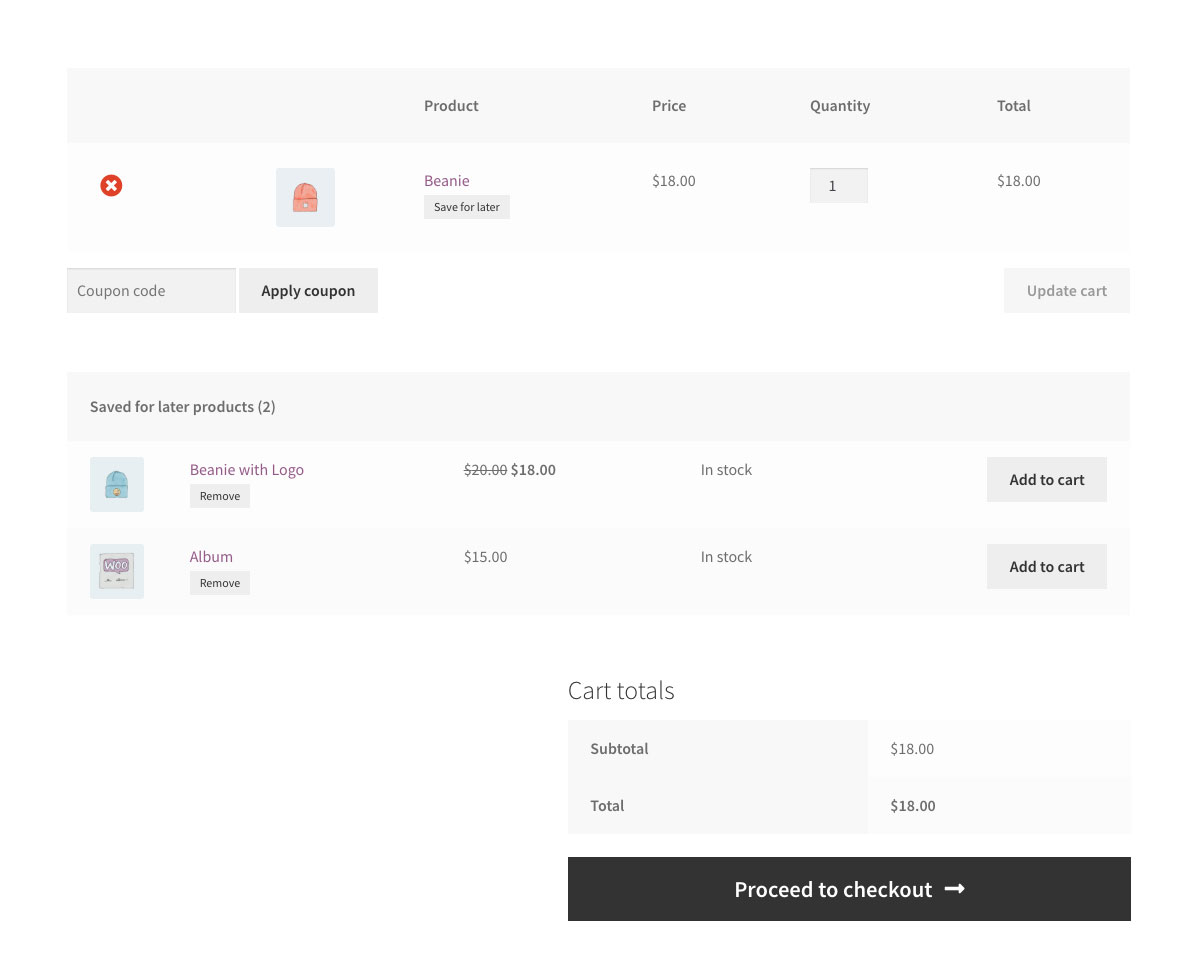 Product Price Quantity Total
Beanie $18.00 1 $18.00
Save for later
Coupon code Apply coupon Update cart
Saved for later products (2)
Beanie with Logo $20.00 $18.00 In stock Add to cart
Remove
WOO
Album $15.00 In stock Add to cart
Remove
Cart totals
Subtotal $18.00
Total $18.00
Proceed to checkout →